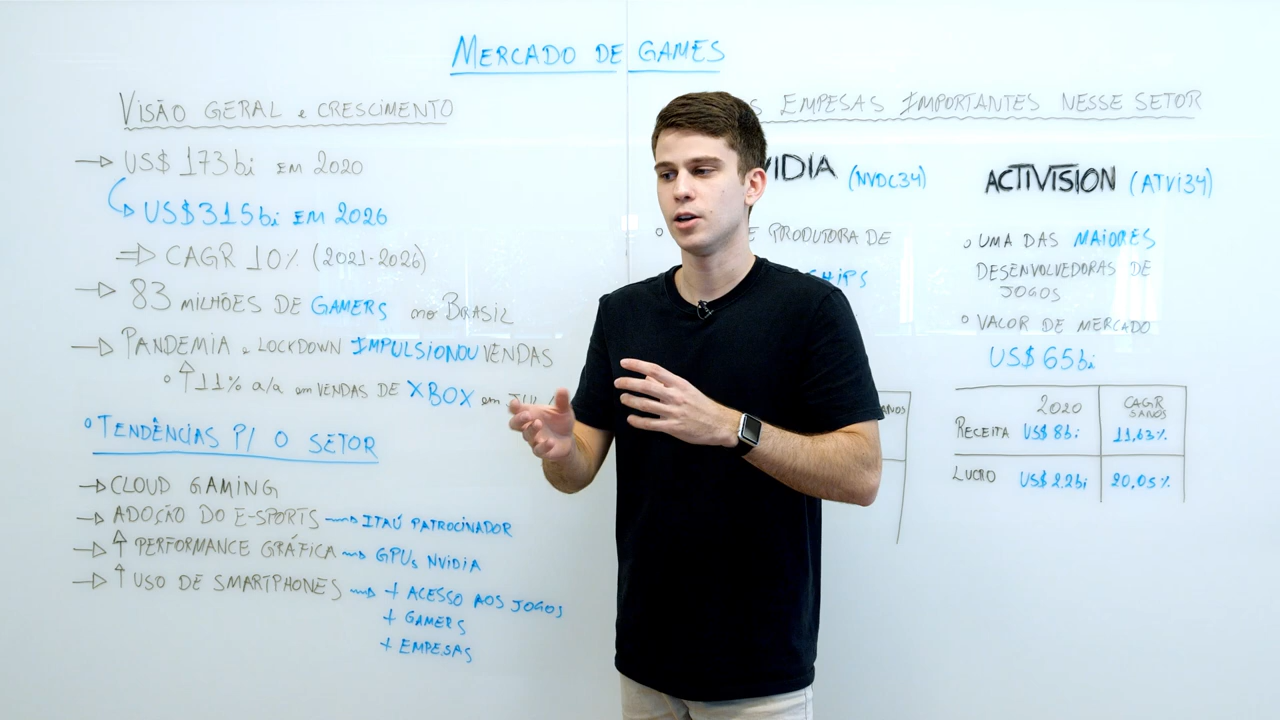 MERCADO DE GAMES
VISÃO GERAL e CRESCIMENTO
→ US$ 173bi EM 2020
US$315bi EM 2026
⇒ CAGR 10% (2021-2026)
→ 83 MILHÕES DE GAMERS no BRASIL
→ PANDEMIA e LOCKDOWN IMPULSIONOU VENDAS
° ↑ 11% a/a em VENDAS DE XBOX em
° TENDÊNCIAS P/ O SETOR
→ CLOUD GAMING
→ ADOÇÃO DO E-SPORTS → ITAÚ PATROCINADOR
→ ↑ PERFORMANCE GRÁFICA → GPUs NVIDIA
→ ↑ USO DE SMARTPHONES → + ACESSO AOS JOGOS
+ GAMERS
+ EMPESAS
EMPESAS IMPORTANTES NESSE SETOR
VIDIA (NVDC34)
E PRODUTORA DE
HIPS
ANOS
ACTIVISION (ATVI34)
° UMA DAS MAIORES
DESENVOLVEDORAS DE
JOGOS
° VALOR DE MERCADO
US$ 65bi
2020 CAGR 5 ANOS
RECEITA US$ 8bi 11,63%
LUCRO US$ 2.2bi 20,05%